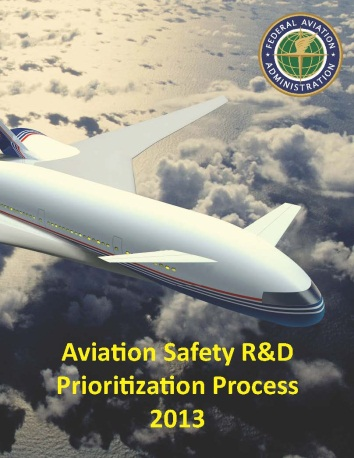 FEDERAL AVIATION
ADMINISTRATION
Aviation Safety R&D
Prioritization Process
2013